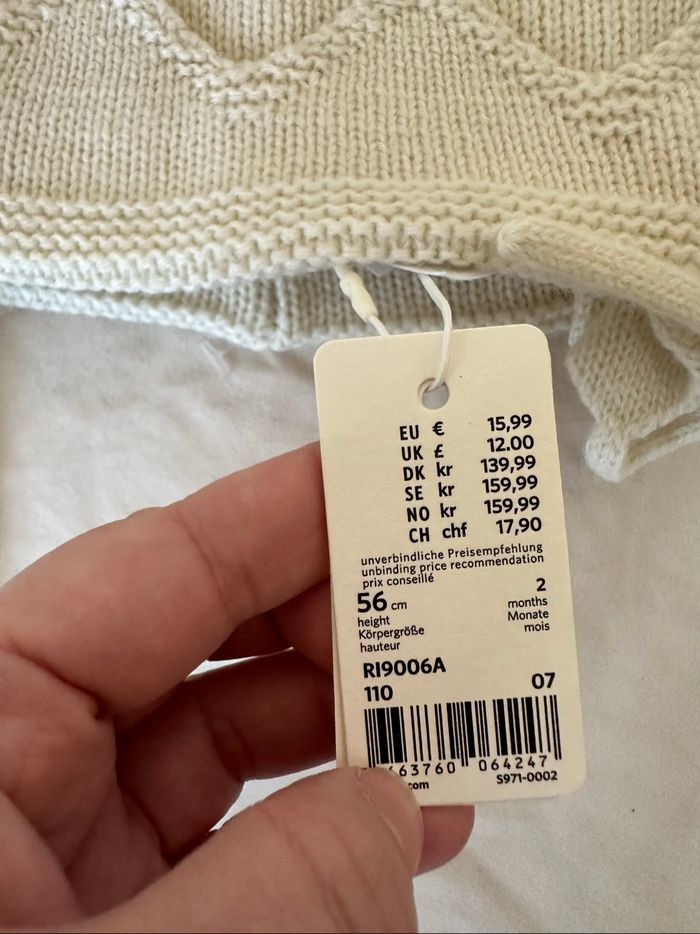 EU € 15,99
UK £ 12.00
DK kr 139,99
SE kr 159,99
NO kr 159,99
CH chf 17,90
unverbindliche Preisempfehlung
unbinding price recommendation
prix conseillé
56 cm 2
height months
Körpergröße Monate
hauteur mois
RI9006A
110 07
663760 064247
.com S971-0002